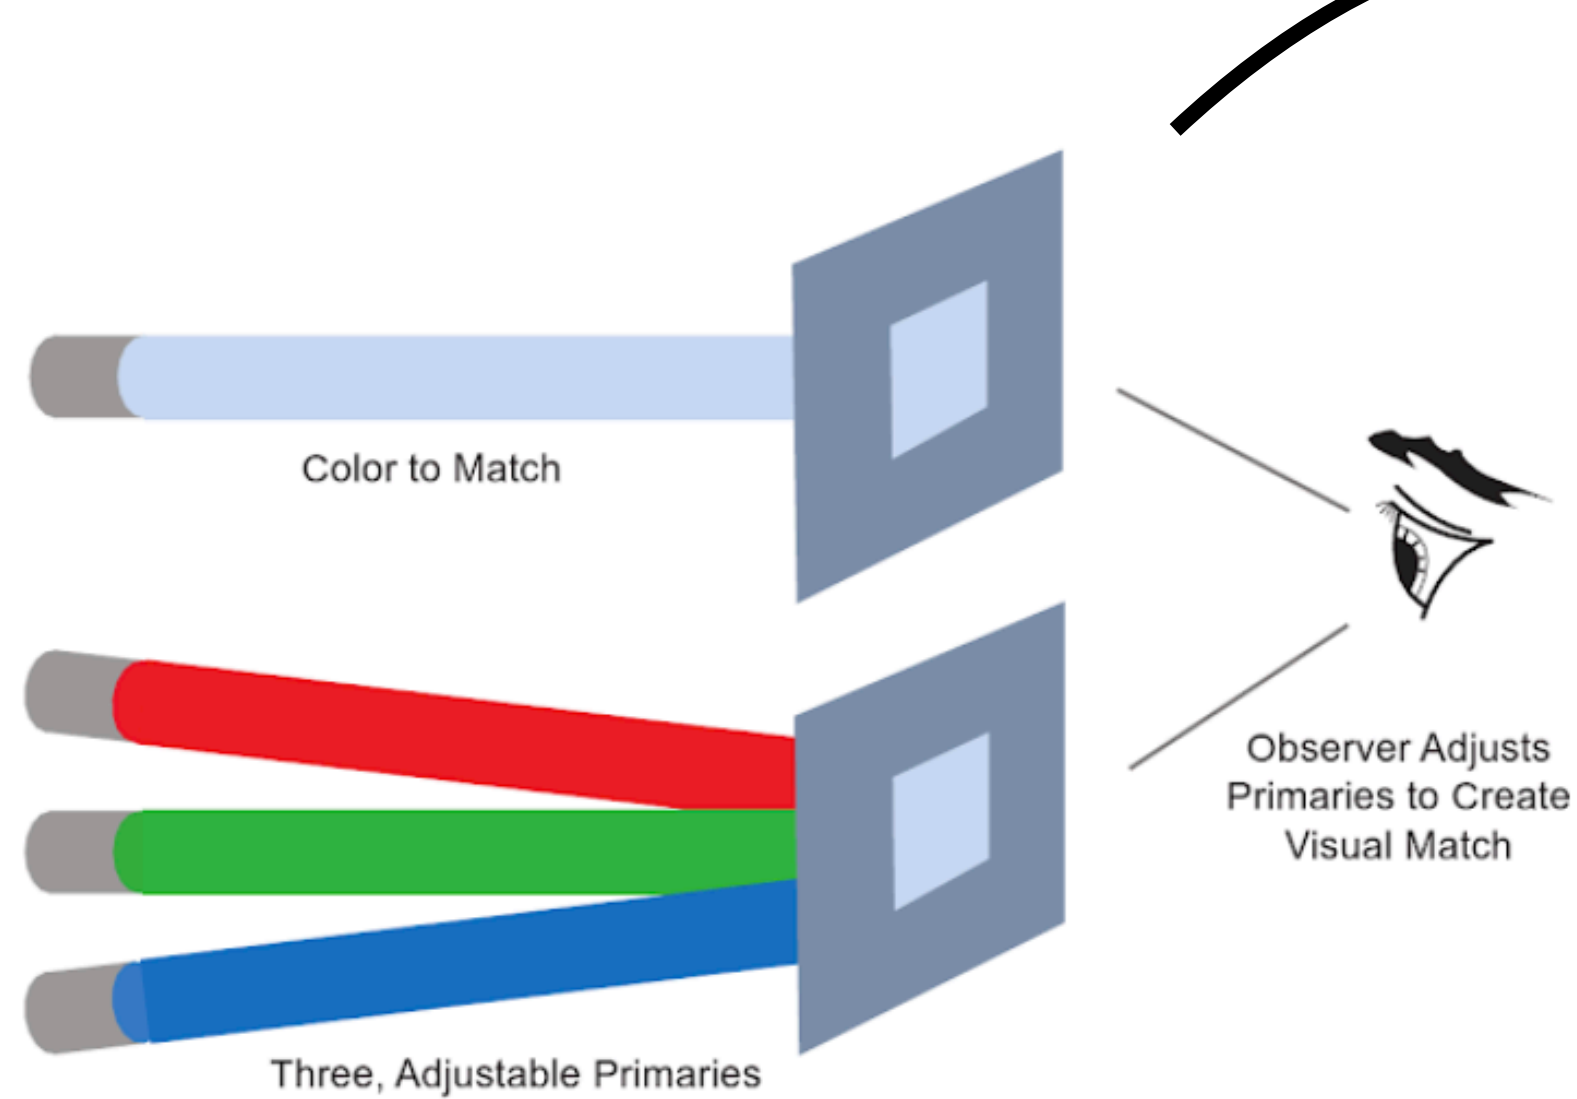 Color to Match
Observer Adjusts
Primaries to Create
Visual Match
Three, Adjustable Primaries